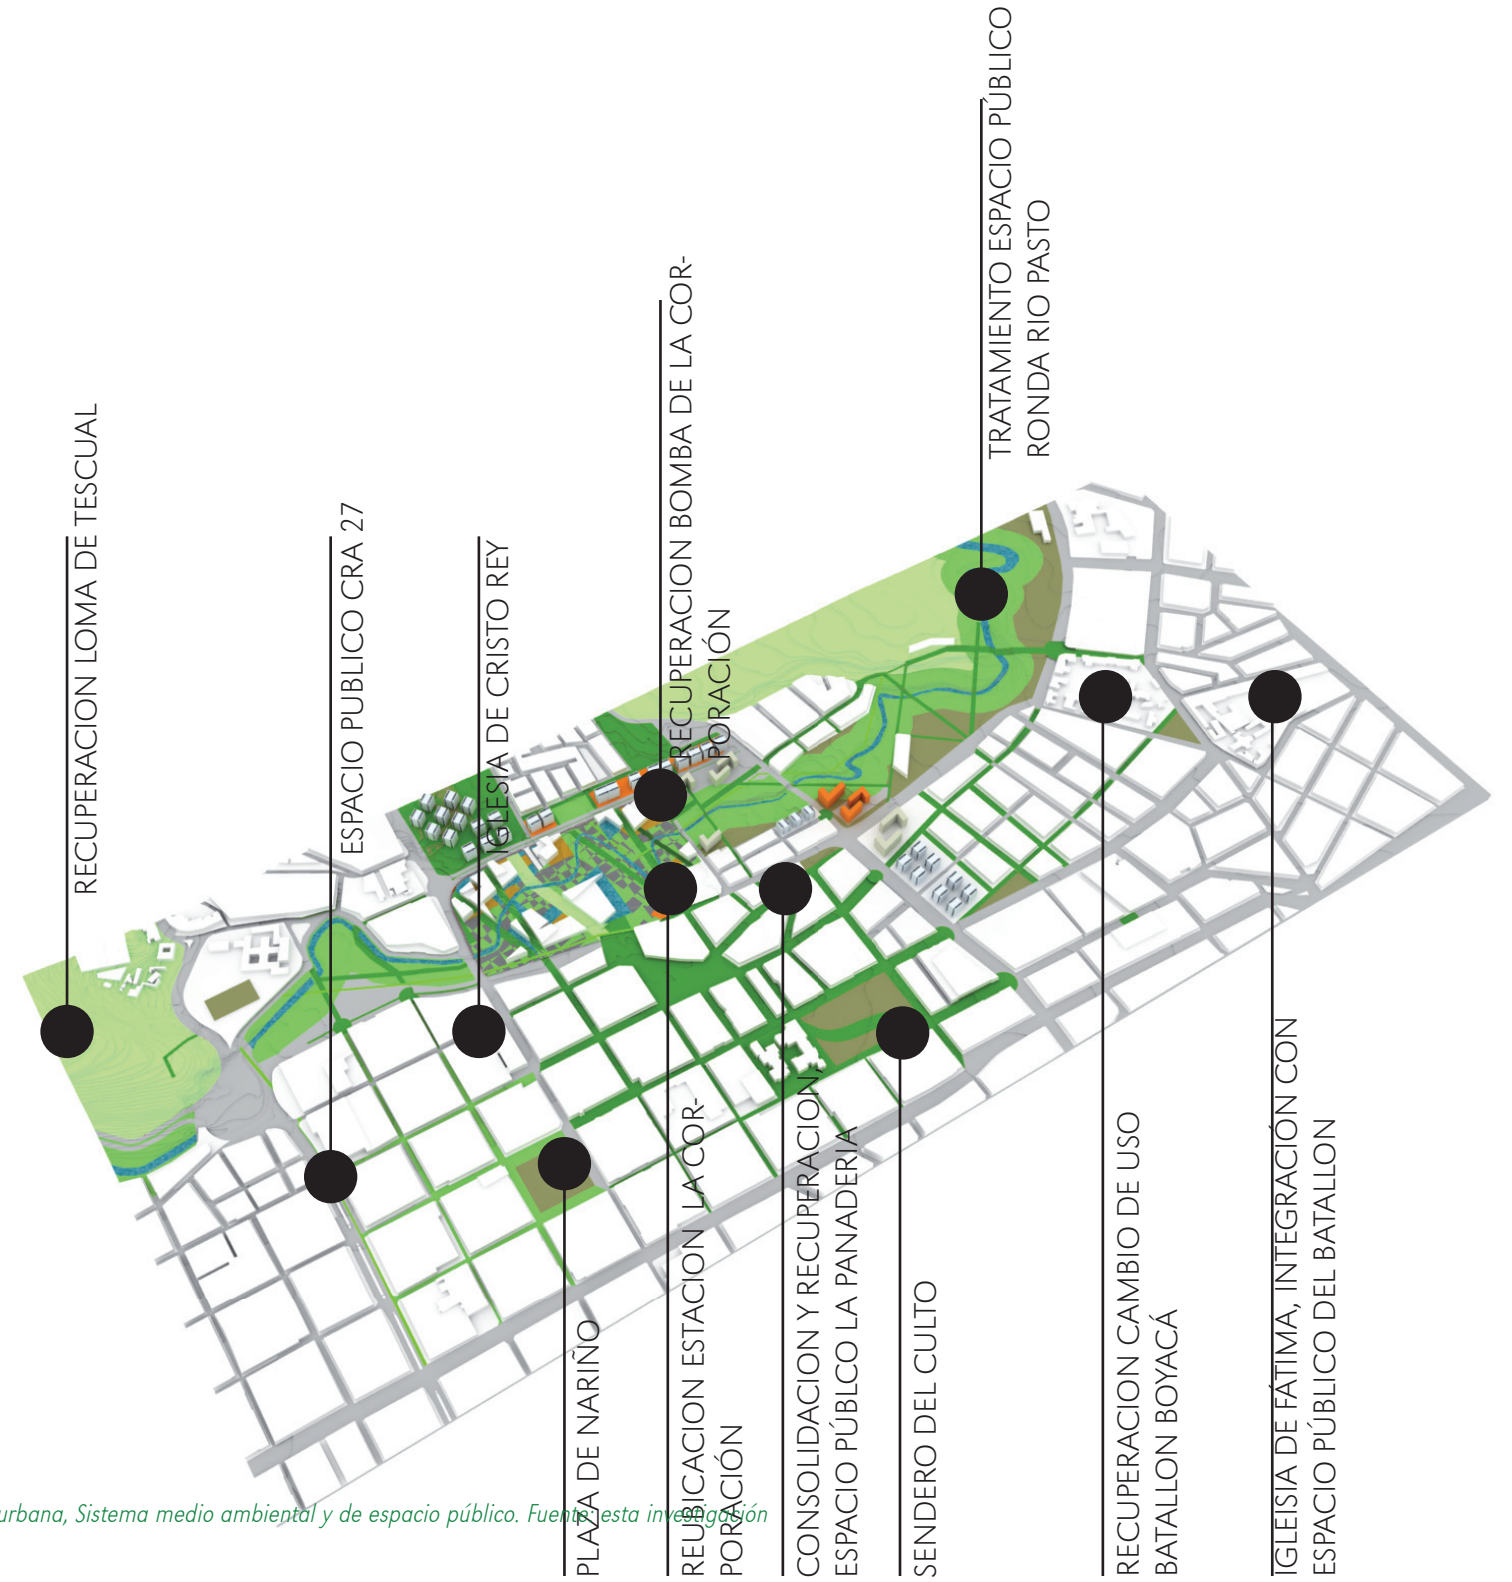 RECUPERACION LOMA DE TESCUAL
ESPACIO PUBLICO CRA 27
IGLESIA DE CRISTO REY
RECUPERACION BOMBA DE LA COR-
PORACIÓN
TRATAMIENTO ESPACIO PÚBLICO
RONDA RIO PASTO
PLAZA DE NARIÑO
REUBICACION ESTACION LA COR-
PORACIÓN
CONSOLIDACION Y RECUPERACION,
ESPACIO PÚBLCO LA PANADERIA
SENDERO DEL CULTO
RECUPERACION CAMBIO DE USO
BATALLON BOYACÁ
IGLEISIA DE FÁTIMA, INTEGRACIÓN CON
ESPACIO PÚBLICO DEL BATALLON
urbana, Sistema medio ambiental y de espacio público. Fuente: esta investigación